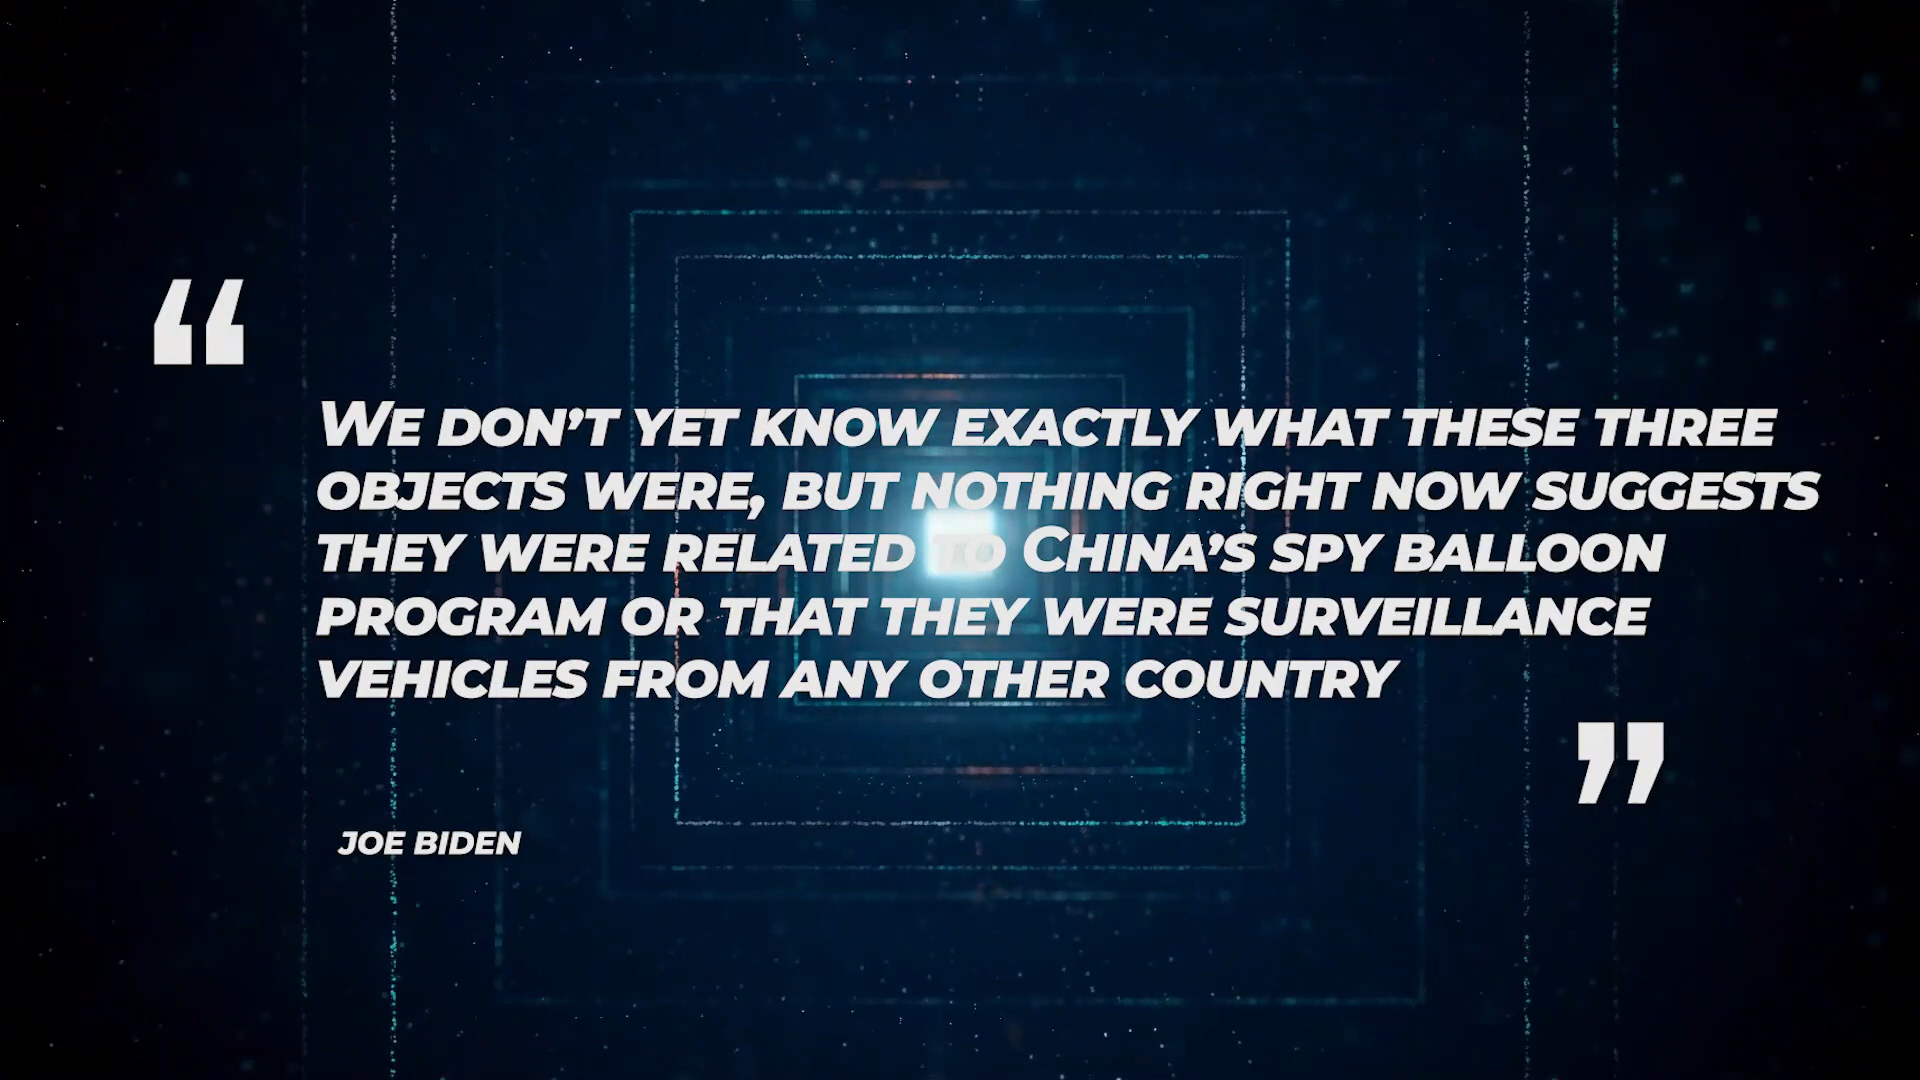 “
WE DON’T YET KNOW EXACTLY WHAT THESE THREE
OBJECTS WERE, BUT NOTHING RIGHT NOW SUGGESTS
THEY WERE RELATED TO CHINA’S SPY BALLOON
PROGRAM OR THAT THEY WERE SURVEILLANCE
VEHICLES FROM ANY OTHER COUNTRY
”
JOE BIDEN